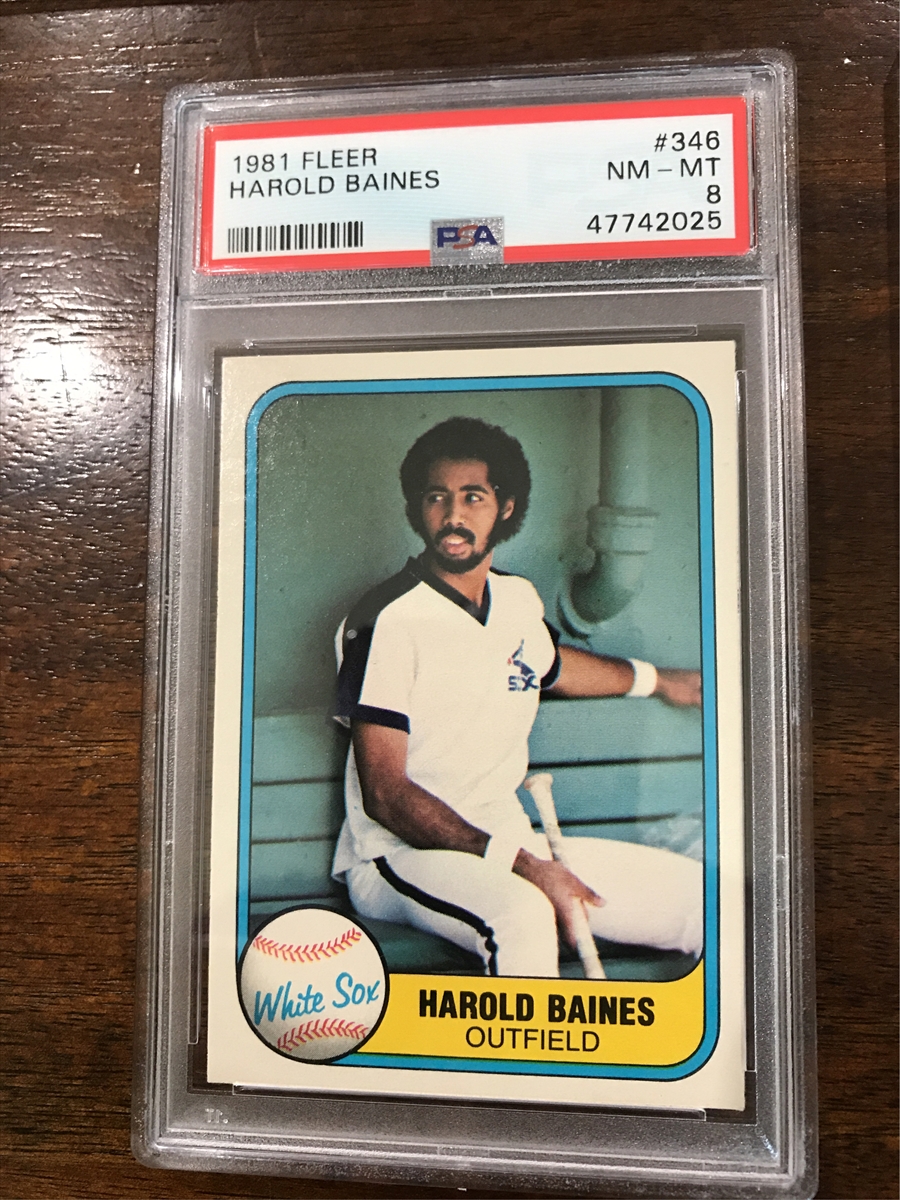 1981 FLEER
HAROLD BAINES
#346
NM - MT
8
47742025
PSA
SOX
White Sox
HAROLD BAINES
OUTFIELD